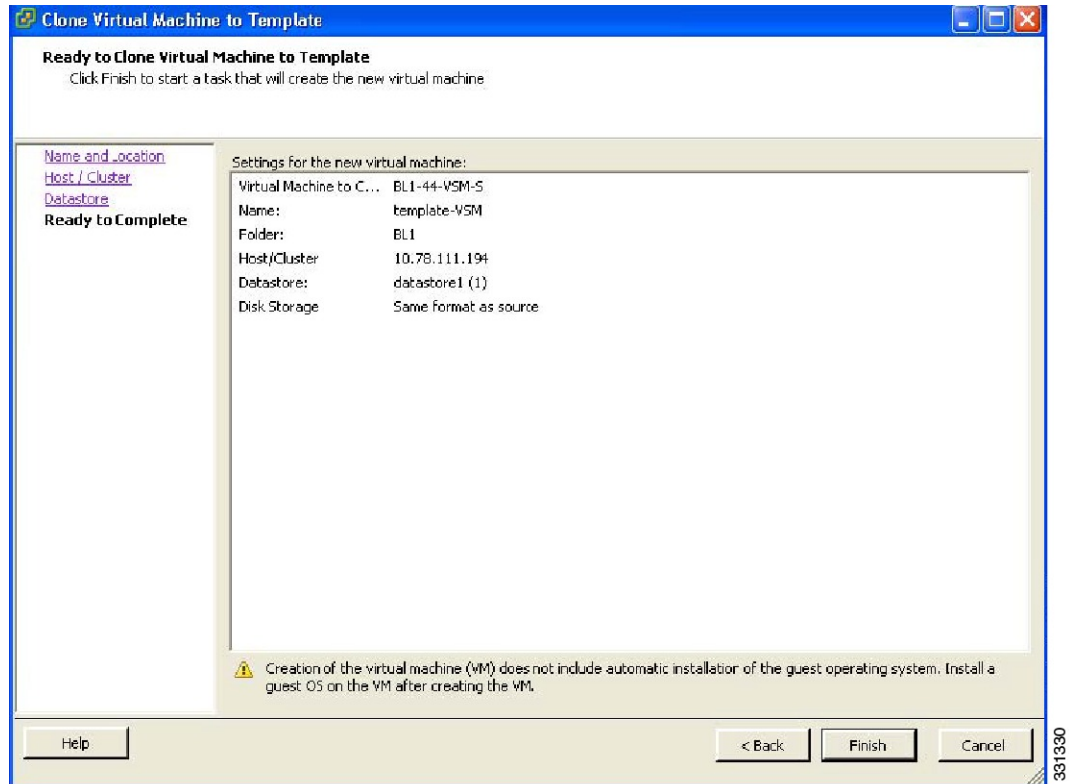 Clone Virtual Machine to Template
Ready to Clone Virtual Machine to Template
Click Finish to start a task that will create the new virtual machine
Name and Location
Host / Cluster
Datastore
Ready to Complete
Settings for the new virtual machine:
Virtual Machine to C... BL1-44-VSM-S
Name: template-VSM
Folder: BL1
Host/Cluster 10.78.111.194
Datastore: datastore1 (1)
Disk Storage Same format as source
Creation of the virtual machine (VM) does not include automatic installation of the guest operating system. Install a
guest OS on the VM after creating the VM.
Help
< Back
Finish
Cancel
331330